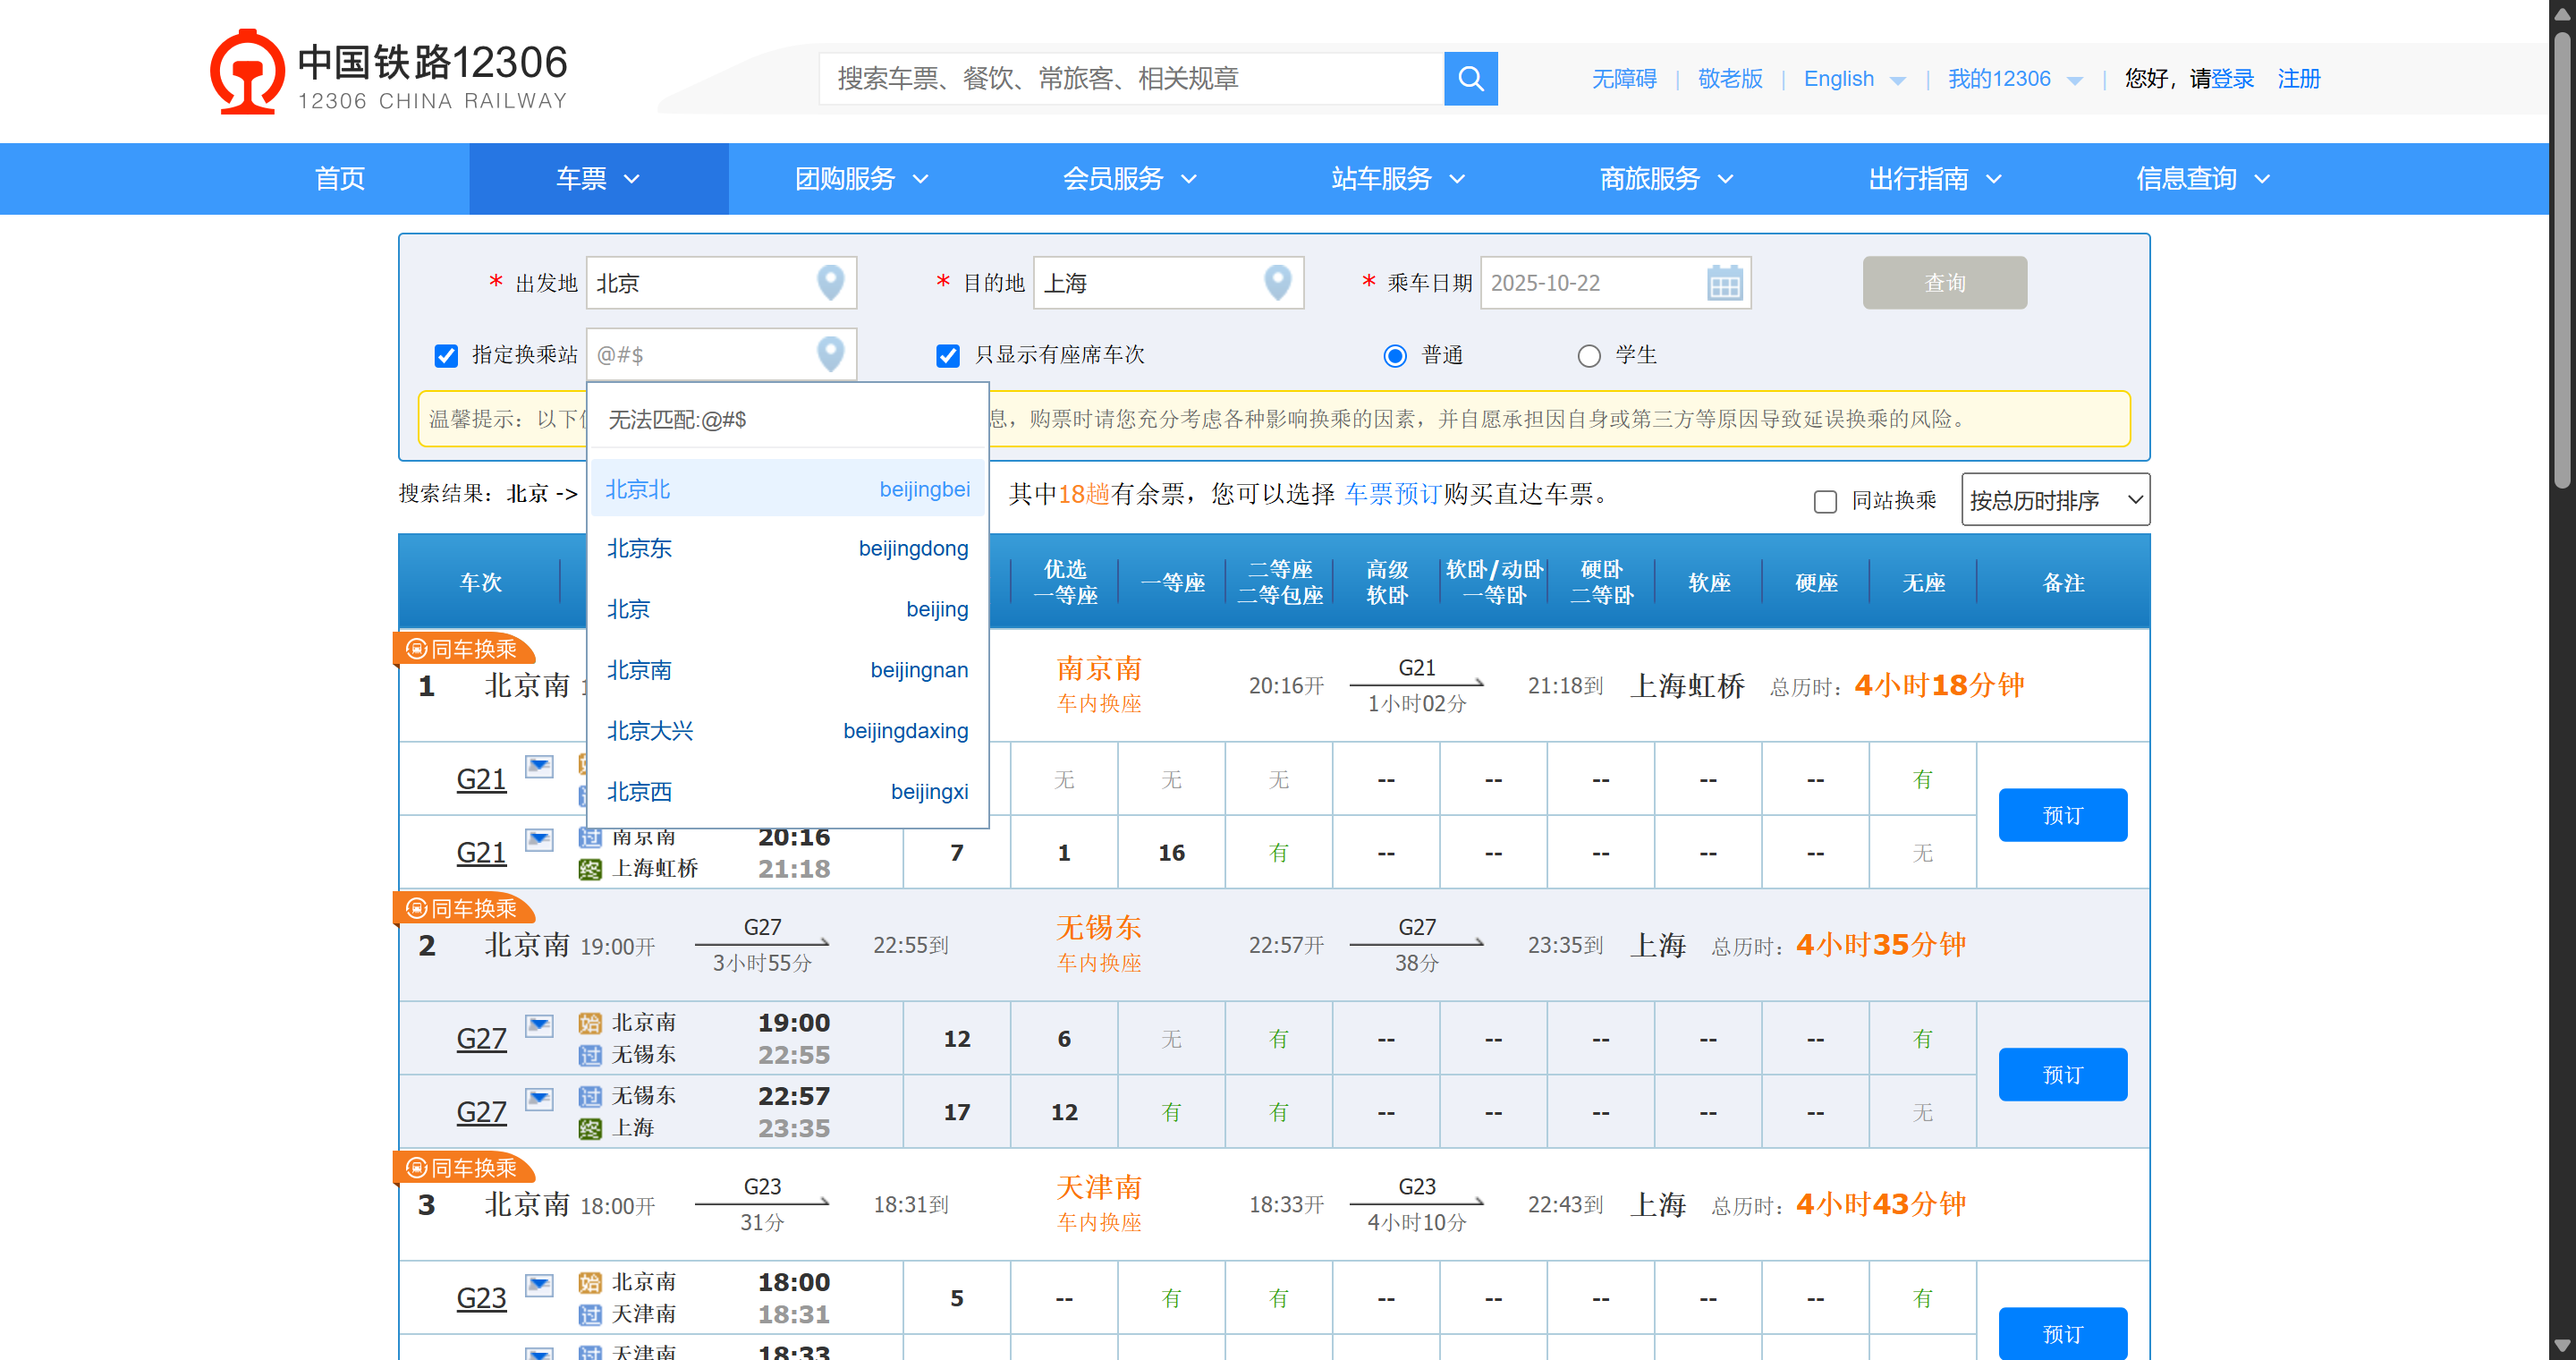 中国铁路12306
12306 CHINA RAILWAY
搜索车票、餐饮、常旅客、相关规章
无障碍 | 敬老版 | English | 我的12306 | 您好，请登录 注册
首页 车票 团购服务 会员服务 站车服务 商旅服务 出行指南 信息查询
* 出发地 北京 * 目的地 上海 * 乘车日期 2025-10-22 查询
指定换乘站 @#$ 只显示有座席车次 普通 学生
温馨提示：以下 息，购票时请您充分考虑各种影响换乘的因素，并自愿承担因自身或第三方等原因导致延误换乘的风险。
无法匹配:@#$
北京北 beijingbei
北京东 beijingdong
北京 beijing
北京南 beijingnan
北京大兴 beijingdaxing
北京西 beijingxi
搜索结果：北京 -> 其中18趟有余票，您可以选择 车票预订购买直达车票。 同站换乘 按总历时排序
车次 优选一等座 一等座 二等座二等包座 高级软卧 软卧/动卧一等卧 硬卧二等卧 软座 硬座 无座 备注
同车换乘
1 北京南 南京南 车内换座 20:16开 G21 1小时02分 21:18到 上海虹桥 总历时：4小时18分钟
G21 无 无 无 -- -- -- -- -- 有 预订
G21 过 南京南 20:16 终 上海虹桥 21:18 7 1 16 有 -- -- -- -- -- 无
同车换乘
2 北京南 19:00开 G27 3小时55分 22:55到 无锡东 车内换座 22:57开 G27 38分 23:35到 上海 总历时：4小时35分钟
G27 始 北京南 19:00 过 无锡东 22:55 12 6 无 有 -- -- -- -- -- 有 预订
G27 过 无锡东 22:57 终 上海 23:35 17 12 有 有 -- -- -- -- -- 无
同车换乘
3 北京南 18:00开 G23 31分 18:31到 天津南 车内换座 18:33开 G23 4小时10分 22:43到 上海 总历时：4小时43分钟
G23 始 北京南 18:00 过 天津南 18:31 5 -- 有 有 -- -- -- -- -- 有 预订
过 天津南 18:33